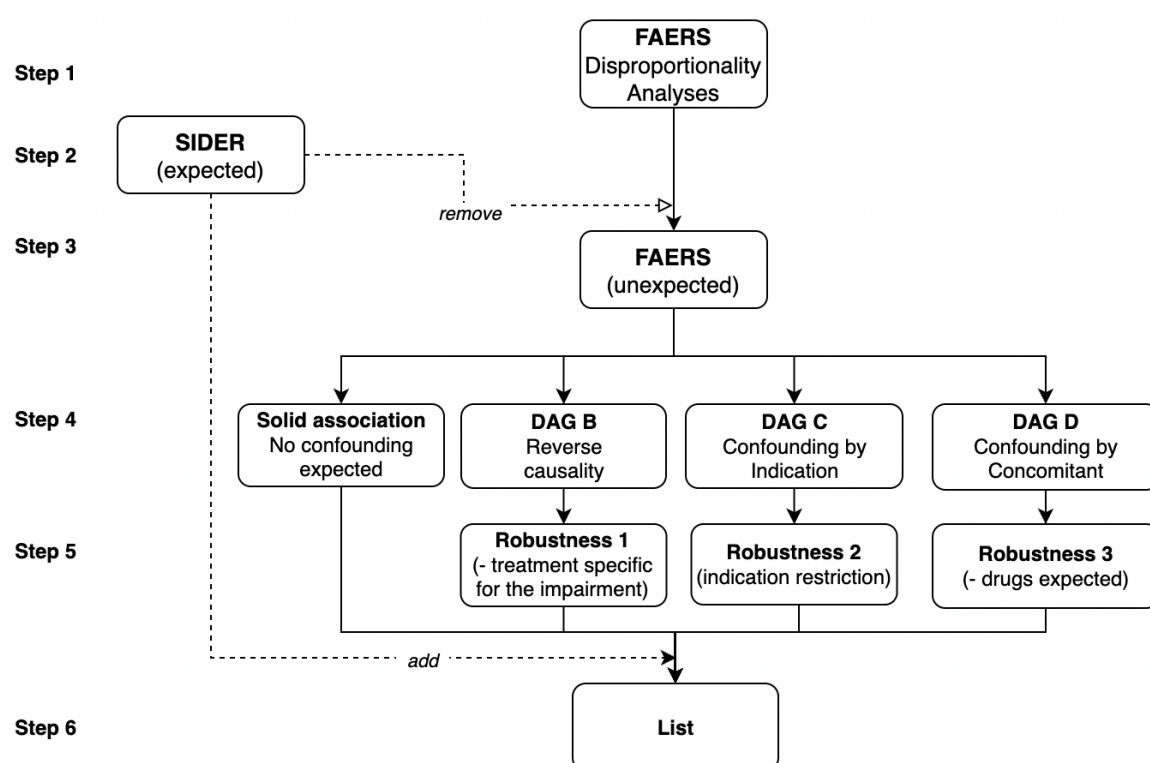 Step 1
FAERS
Disproportionality
Analyses
Step 2
SIDER
(expected)
remove
Step 3
FAERS
(unexpected)
Step 4
Solid association
No confounding
expected
DAG B
Reverse
causality
DAG C
Confounding by
Indication
DAG D
Confounding by
Concomitant
Step 5
Robustness 1
(- treatment specific
for the impairment)
Robustness 2
(indication restriction)
Robustness 3
(- drugs expected)
add
Step 6
List